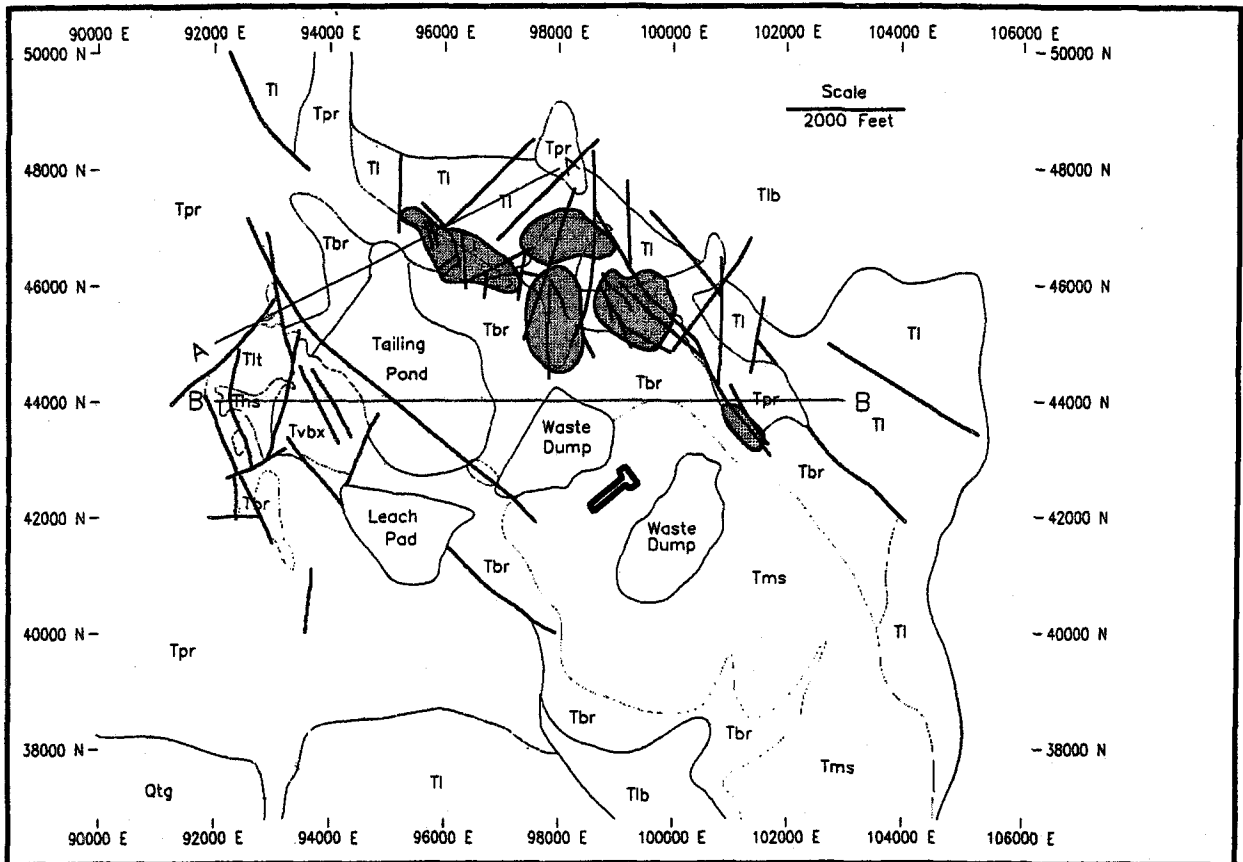 90000 E 92000 E 94000 E 96000 E 98000 E 100000 E 102000 E 104000 E 106000 E
50000 N 50000 N
Scale
2000 Feet
Tl
Tpr
Tpr
48000 N Tl Tl 48000 N
Tlb
Tl
Tpr
Tbr
Tl
46000 N 46000 N
A
Tlt
Tailing
Pond
Tbr
Tl
Tl
Tbr
Tpr
44000 N B Ths B 44000 N
Tl
Tvbx
Waste
Dump
Tbr
Tbr
42000 N 42000 N
Leach
Pad
Waste
Dump
Tbr
Tms
40000 N 40000 N
Tl
Tpr
Tbr
Tbr
38000 N 38000 N
Tms
Qtg
Tl
Tlb
90000 E 92000 E 94000 E 96000 E 98000 E 100000 E 102000 E 104000 E 106000 E